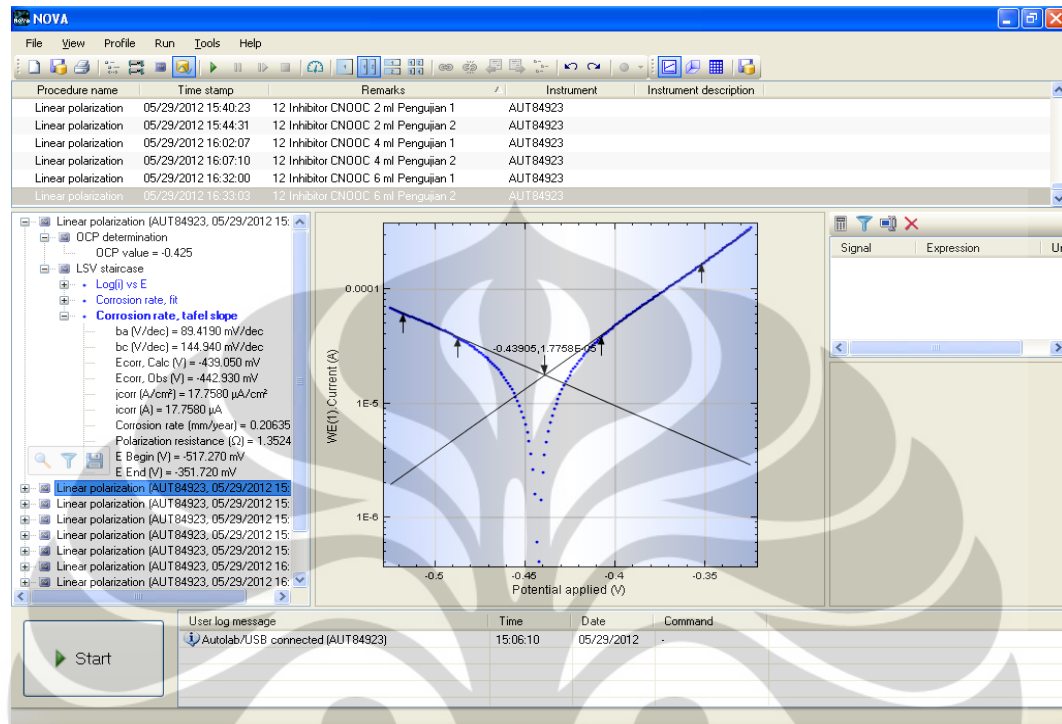 NOVA
File View Profile Run Tools Help
Procedure name Time stamp Remarks Instrument Instrument description
Linear polarization 05/29/2012 15:40:23 12 Inhibitor CNOOC 2 ml Pengujian 1 AUT84923
Linear polarization 05/29/2012 15:44:31 12 Inhibitor CNOOC 2 ml Pengujian 2 AUT84923
Linear polarization 05/29/2012 16:02:07 12 Inhibitor CNOOC 4 ml Pengujian 1 AUT84923
Linear polarization 05/29/2012 16:07:10 12 Inhibitor CNOOC 4 ml Pengujian 2 AUT84923
Linear polarization 05/29/2012 16:32:00 12 Inhibitor CNOOC 6 ml Pengujian 1 AUT84923
Linear polarization 05/29/2012 16:33:03 12 Inhibitor CNOOC 6 ml Pengujian 2 AUT84923
Linear polarization (AUT84923, 05/29/2012 15:
OCP determination
OCP value = -0.425
LSV staircase
Log(i) vs E
Corrosion rate, fit
Corrosion rate, tafel slope
ba (V/dec) = 89.4190 mV/dec
bc (V/dec) = 144.940 mV/dec
Ecorr, Calc (V) = -439.050 mV
Ecorr, Obs (V) = -442.930 mV
jcorr (A/cm²) = 17.7580 µA/cm²
icorr (A) = 17.7580 µA
Corrosion rate (mm/year) = 0.20635
Polarization resistance (Ω) = 1.3524
E Begin (V) = -517.270 mV
E End (V) = -351.720 mV
Linear polarization (AUT84923, 05/29/2012 15:
Linear polarization (AUT84923, 05/29/2012 15:
Linear polarization (AUT84923, 05/29/2012 15:
Linear polarization (AUT84923, 05/29/2012 15:
Linear polarization (AUT84923, 05/29/2012 15:
Linear polarization (AUT84923, 05/29/2012 16:
Linear polarization (AUT84923, 05/29/2012 16:
WE(1).Current (A)
0.0001
1E-5
1E-6
-0.43905,1.7758E-05
-0.5 -0.45 -0.4 -0.35
Potential applied (V)
Signal Expression Un
Start
User log message Time Date Command
Autolab/USB connected (AUT84923) 15:06:10 05/29/2012 -